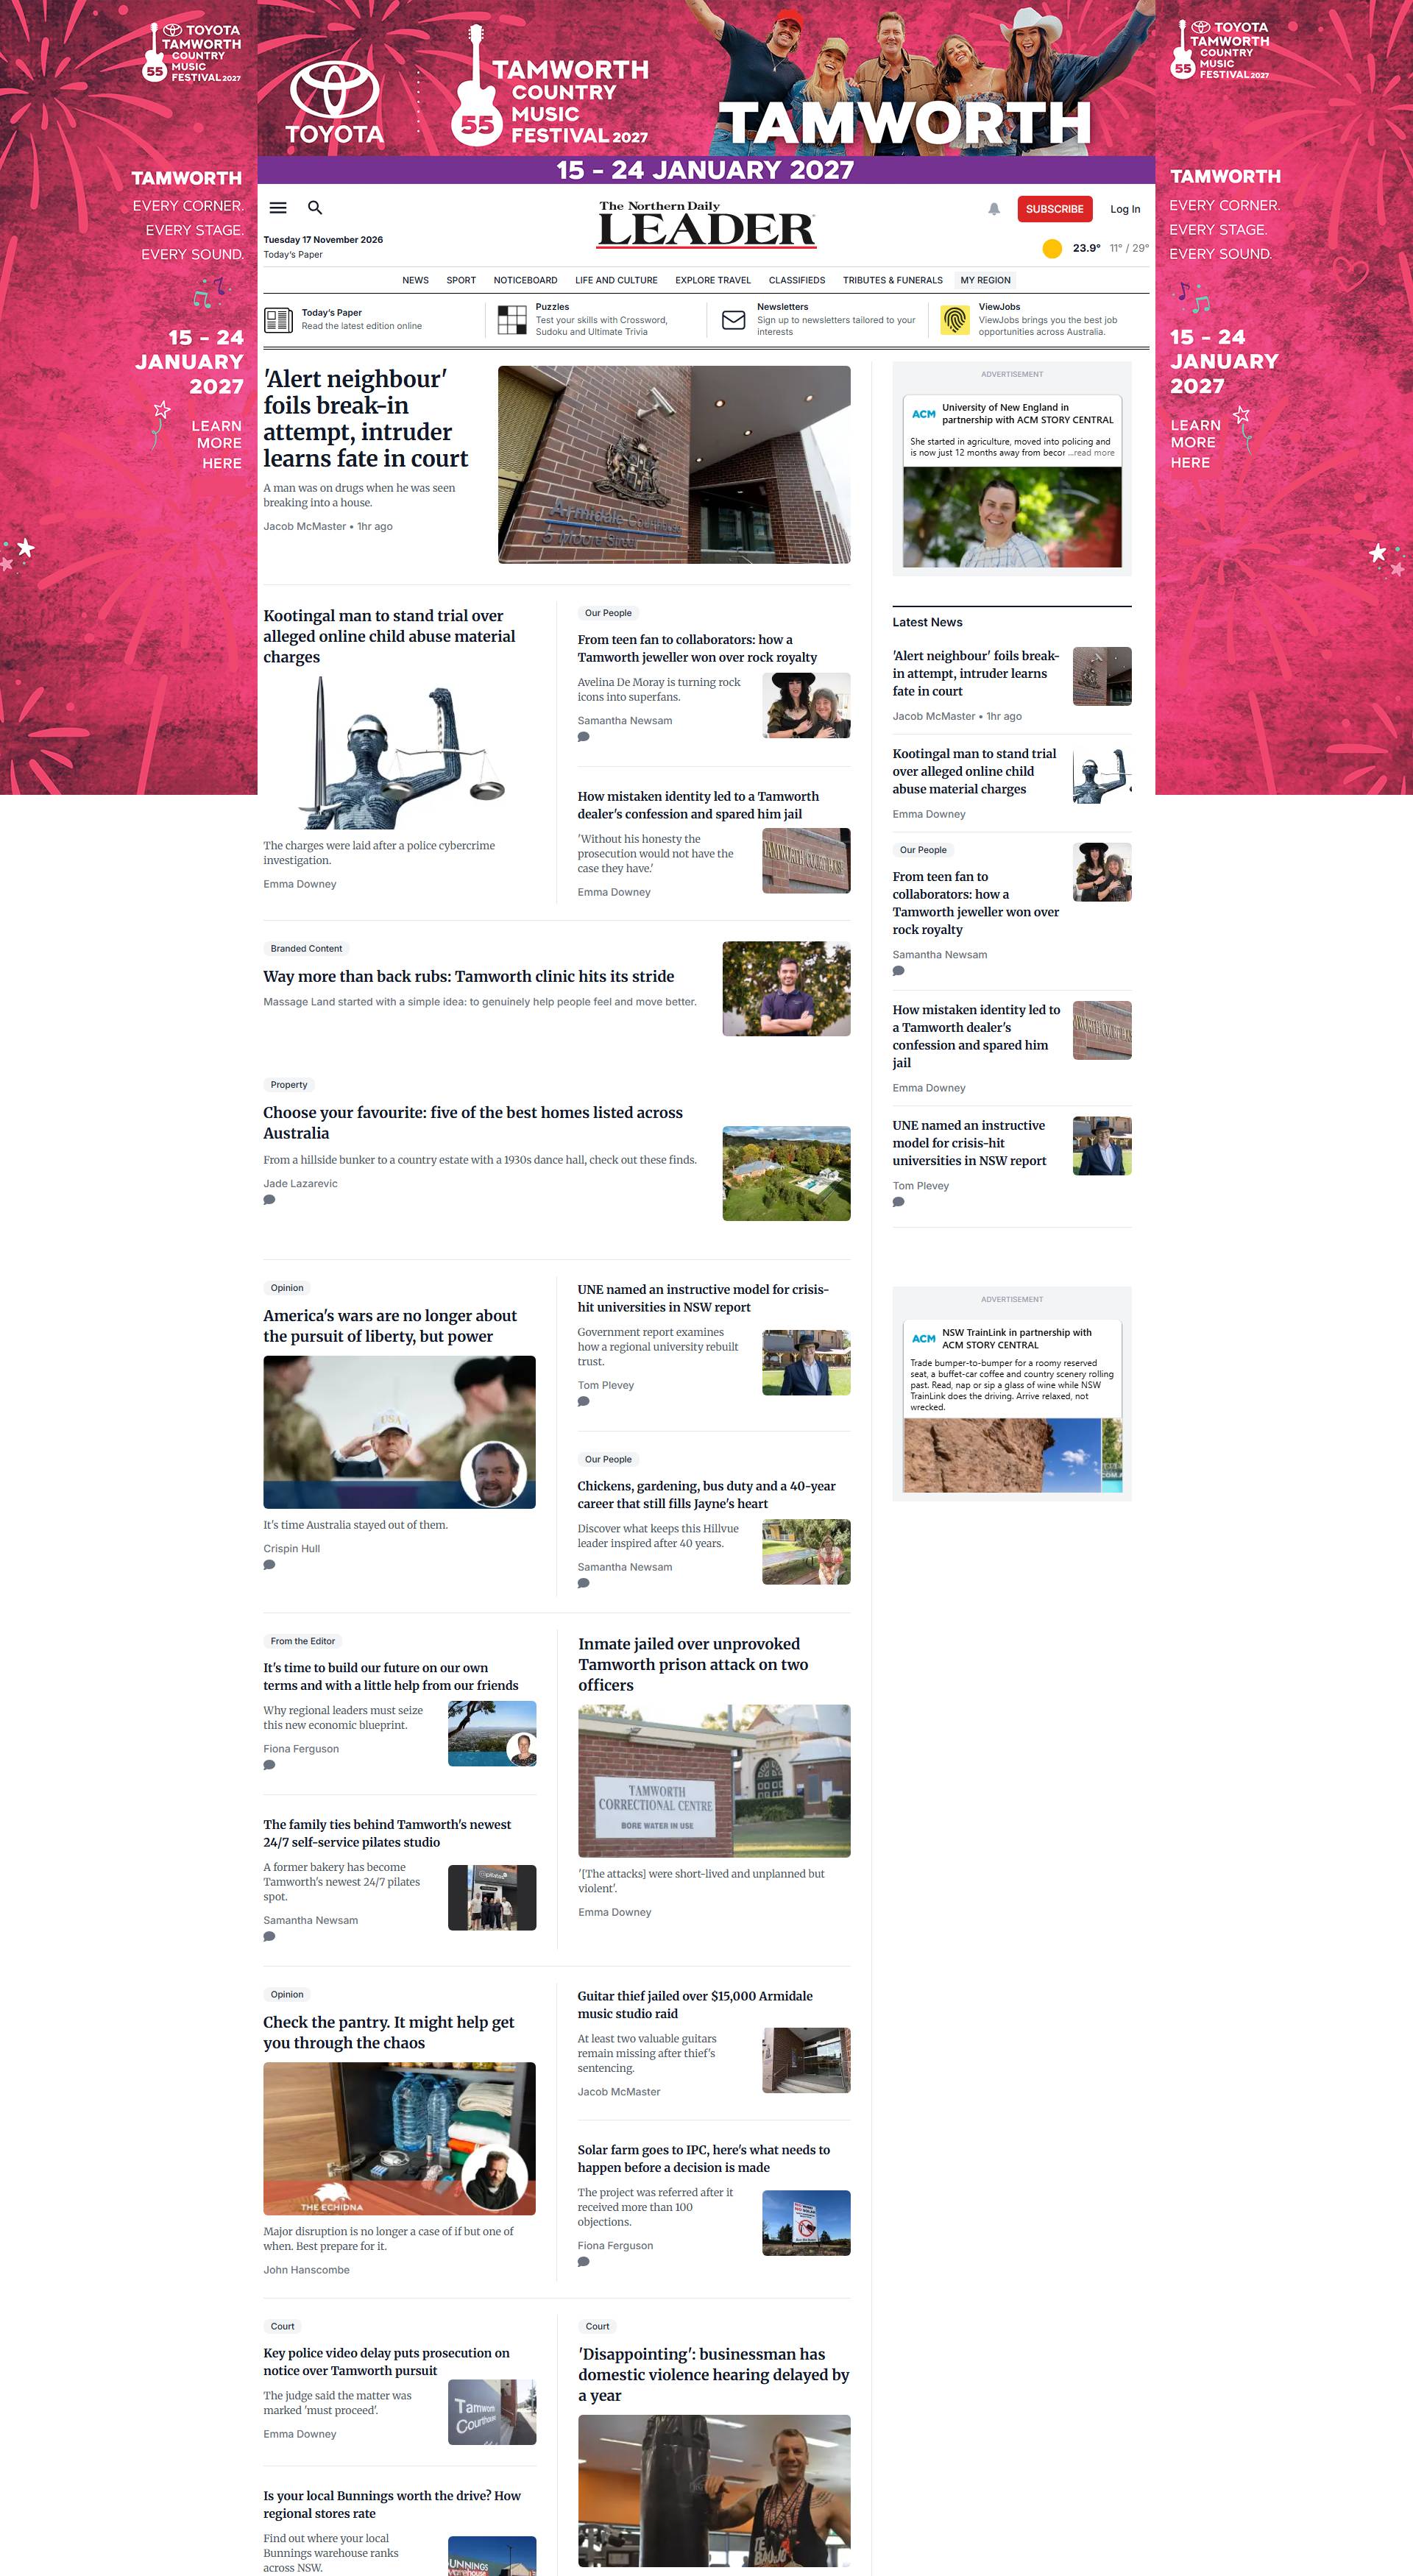 TOYOTA
TAMWORTH
COUNTRY
MUSIC
FESTIVAL 2027
55
TAMWORTH
EVERY CORNER.
EVERY STAGE.
EVERY SOUND.
15 - 24
JANUARY
2027
LEARN
MORE
HERE
TOYOTA
55
TAMWORTH
COUNTRY
MUSIC
FESTIVAL 2027
TAMWORTH
15 - 24 JANUARY 2027
TOYOTA
TAMWORTH
COUNTRY
MUSIC
FESTIVAL 2027
55
TAMWORTH
EVERY CORNER.
EVERY STAGE.
EVERY SOUND.
15 - 24
JANUARY
2027
LEARN
MORE
HERE
The Northern Daily
LEADER
SUBSCRIBE
Log In
Tuesday 17 November 2026
Today's Paper
23.9° 11° / 29°
NEWS SPORT NOTICEBOARD LIFE AND CULTURE EXPLORE TRAVEL CLASSIFIEDS TRIBUTES & FUNERALS MY REGION
Today's Paper
Read the latest edition online
Puzzles
Test your skills with Crossword,
Sudoku and Ultimate Trivia
Newsletters
Sign up to newsletters tailored to your
interests
ViewJobs
ViewJobs brings you the best job
opportunities across Australia.
'Alert neighbour'
foils break-in
attempt, intruder
learns fate in court
A man was on drugs when he was seen
breaking into a house.
Jacob McMaster • 1hr ago
Armidale Courthouse
5 Moore Street
Kootingal man to stand trial over
alleged online child abuse material
charges
The charges were laid after a police cybercrime
investigation.
Emma Downey
Our People
From teen fan to collaborators: how a
Tamworth jeweller won over rock royalty
Avelina De Moray is turning rock
icons into superfans.
Samantha Newsam
How mistaken identity led to a Tamworth
dealer's confession and spared him jail
'Without his honesty the
prosecution would not have the
case they have.'
Emma Downey
Branded Content
Way more than back rubs: Tamworth clinic hits its stride
Massage Land started with a simple idea: to genuinely help people feel and move better.
Property
Choose your favourite: five of the best homes listed across
Australia
From a hillside bunker to a country estate with a 1930s dance hall, check out these finds.
Jade Lazarevic
Opinion
America's wars are no longer about
the pursuit of liberty, but power
USA
It's time Australia stayed out of them.
Crispin Hull
UNE named an instructive model for crisis-
hit universities in NSW report
Government report examines
how a regional university rebuilt
trust.
Tom Plevey
Our People
Chickens, gardening, bus duty and a 40-year
career that still fills Jayne's heart
Discover what keeps this Hillvue
leader inspired after 40 years.
Samantha Newsam
From the Editor
It's time to build our future on our own
terms and with a little help from our friends
Why regional leaders must seize
this new economic blueprint.
Fiona Ferguson
The family ties behind Tamworth's newest
24/7 self-service pilates studio
A former bakery has become
Tamworth's newest 24/7 pilates
spot.
Samantha Newsam
Inmate jailed over unprovoked
Tamworth prison attack on two
officers
TAMWORTH
CORRECTIONAL CENTRE
BORE WATER IN USE
'[The attacks] were short-lived and unplanned but
violent'.
Emma Downey
Opinion
Check the pantry. It might help get
you through the chaos
THE ECHIDNA
Major disruption is no longer a case of if but one of
when. Best prepare for it.
John Hanscombe
Guitar thief jailed over $15,000 Armidale
music studio raid
At least two valuable guitars
remain missing after thief's
sentencing.
Jacob McMaster
Solar farm goes to IPC, here's what needs to
happen before a decision is made
The project was referred after it
received more than 100
objections.
Fiona Ferguson
Court
Key police video delay puts prosecution on
notice over Tamworth pursuit
The judge said the matter was
marked 'must proceed'.
Emma Downey
Tamworth
Courthouse
Is your local Bunnings worth the drive? How
regional stores rate
Find out where your local
Bunnings warehouse ranks
across NSW.
Court
'Disappointing': businessman has
domestic violence hearing delayed by
a year
ADVERTISEMENT
ACM
University of New England in
partnership with ACM STORY CENTRAL
She started in agriculture, moved into policing and
is now just 12 months away from becor ...read more
Latest News
'Alert neighbour' foils break-
in attempt, intruder learns
fate in court
Jacob McMaster • 1hr ago
Kootingal man to stand trial
over alleged online child
abuse material charges
Emma Downey
Our People
From teen fan to
collaborators: how a
Tamworth jeweller won over
rock royalty
Samantha Newsam
How mistaken identity led to
a Tamworth dealer's
confession and spared him
jail
Emma Downey
UNE named an instructive
model for crisis-hit
universities in NSW report
Tom Plevey
ADVERTISEMENT
ACM
NSW TrainLink in partnership with
ACM STORY CENTRAL
Trade bumper-to-bumper for a roomy reserved
seat, a buffet-car coffee and country scenery rolling
past. Read, nap or sip a glass of wine while NSW
TrainLink does the driving. Arrive relaxed, not
wrecked.